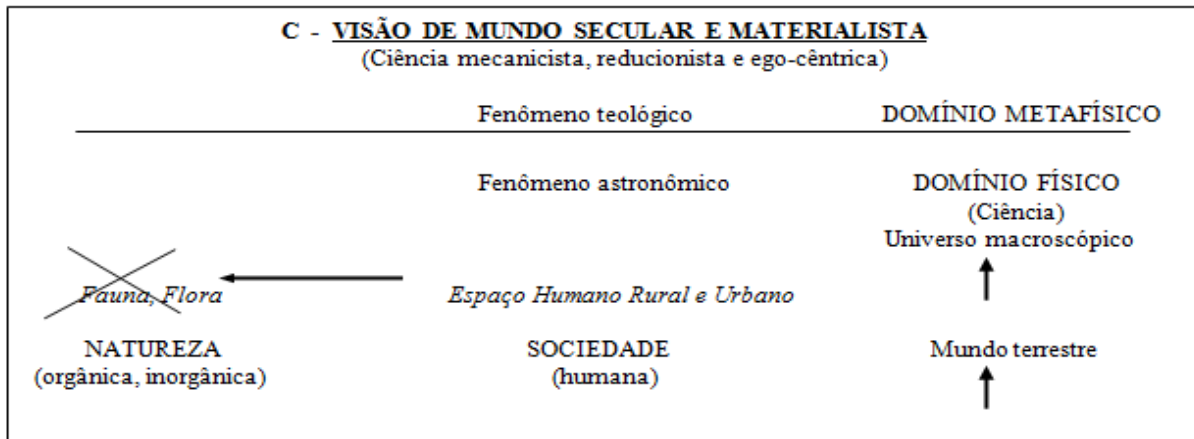 C - VISÃO DE MUNDO SECULAR E MATERIALISTA
(Ciência mecanicista, reducionista e ego-cêntrica)
Fenômeno teológico DOMÍNIO METAFÍSICO
Fenômeno astronômico DOMÍNIO FÍSICO
(Ciência)
Universo macroscópico
Fauna, Flora Espaço Humano Rural e Urbano
NATUREZA SOCIEDADE Mundo terrestre
(orgânica, inorgânica) (humana)